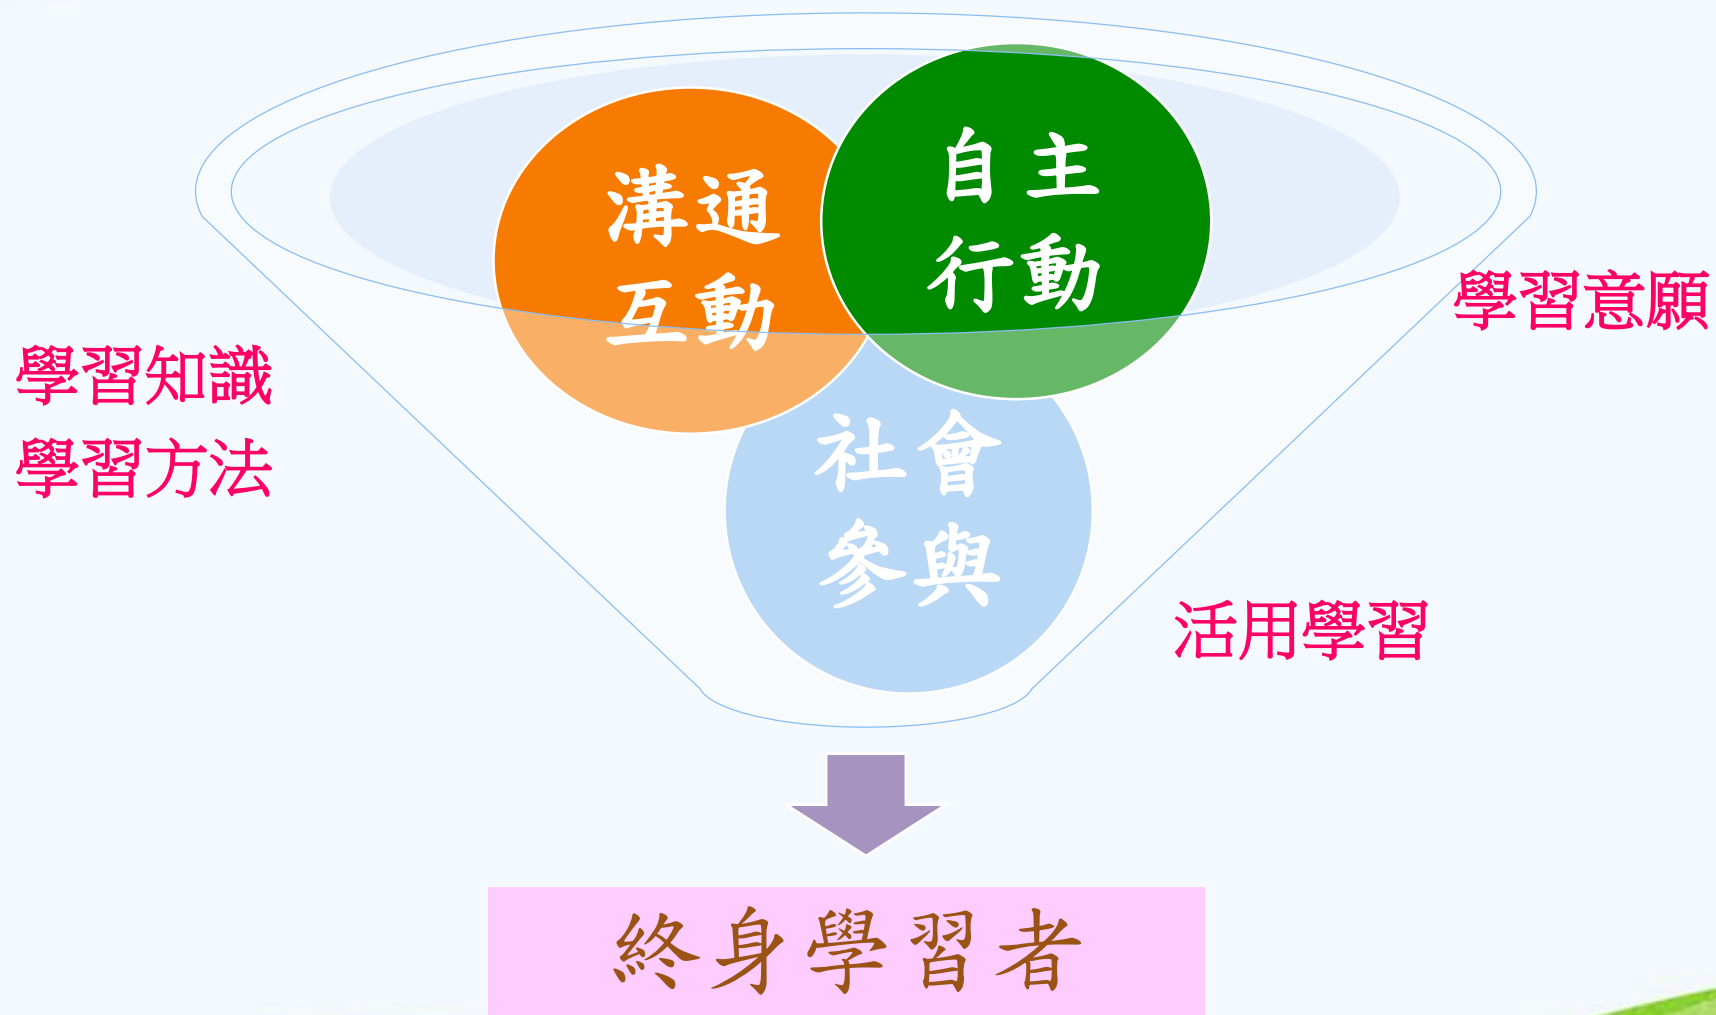 溝通
互動
自主
行動
學習意願
學習知識
學習方法
社會
參與
活用學習
終身學習者